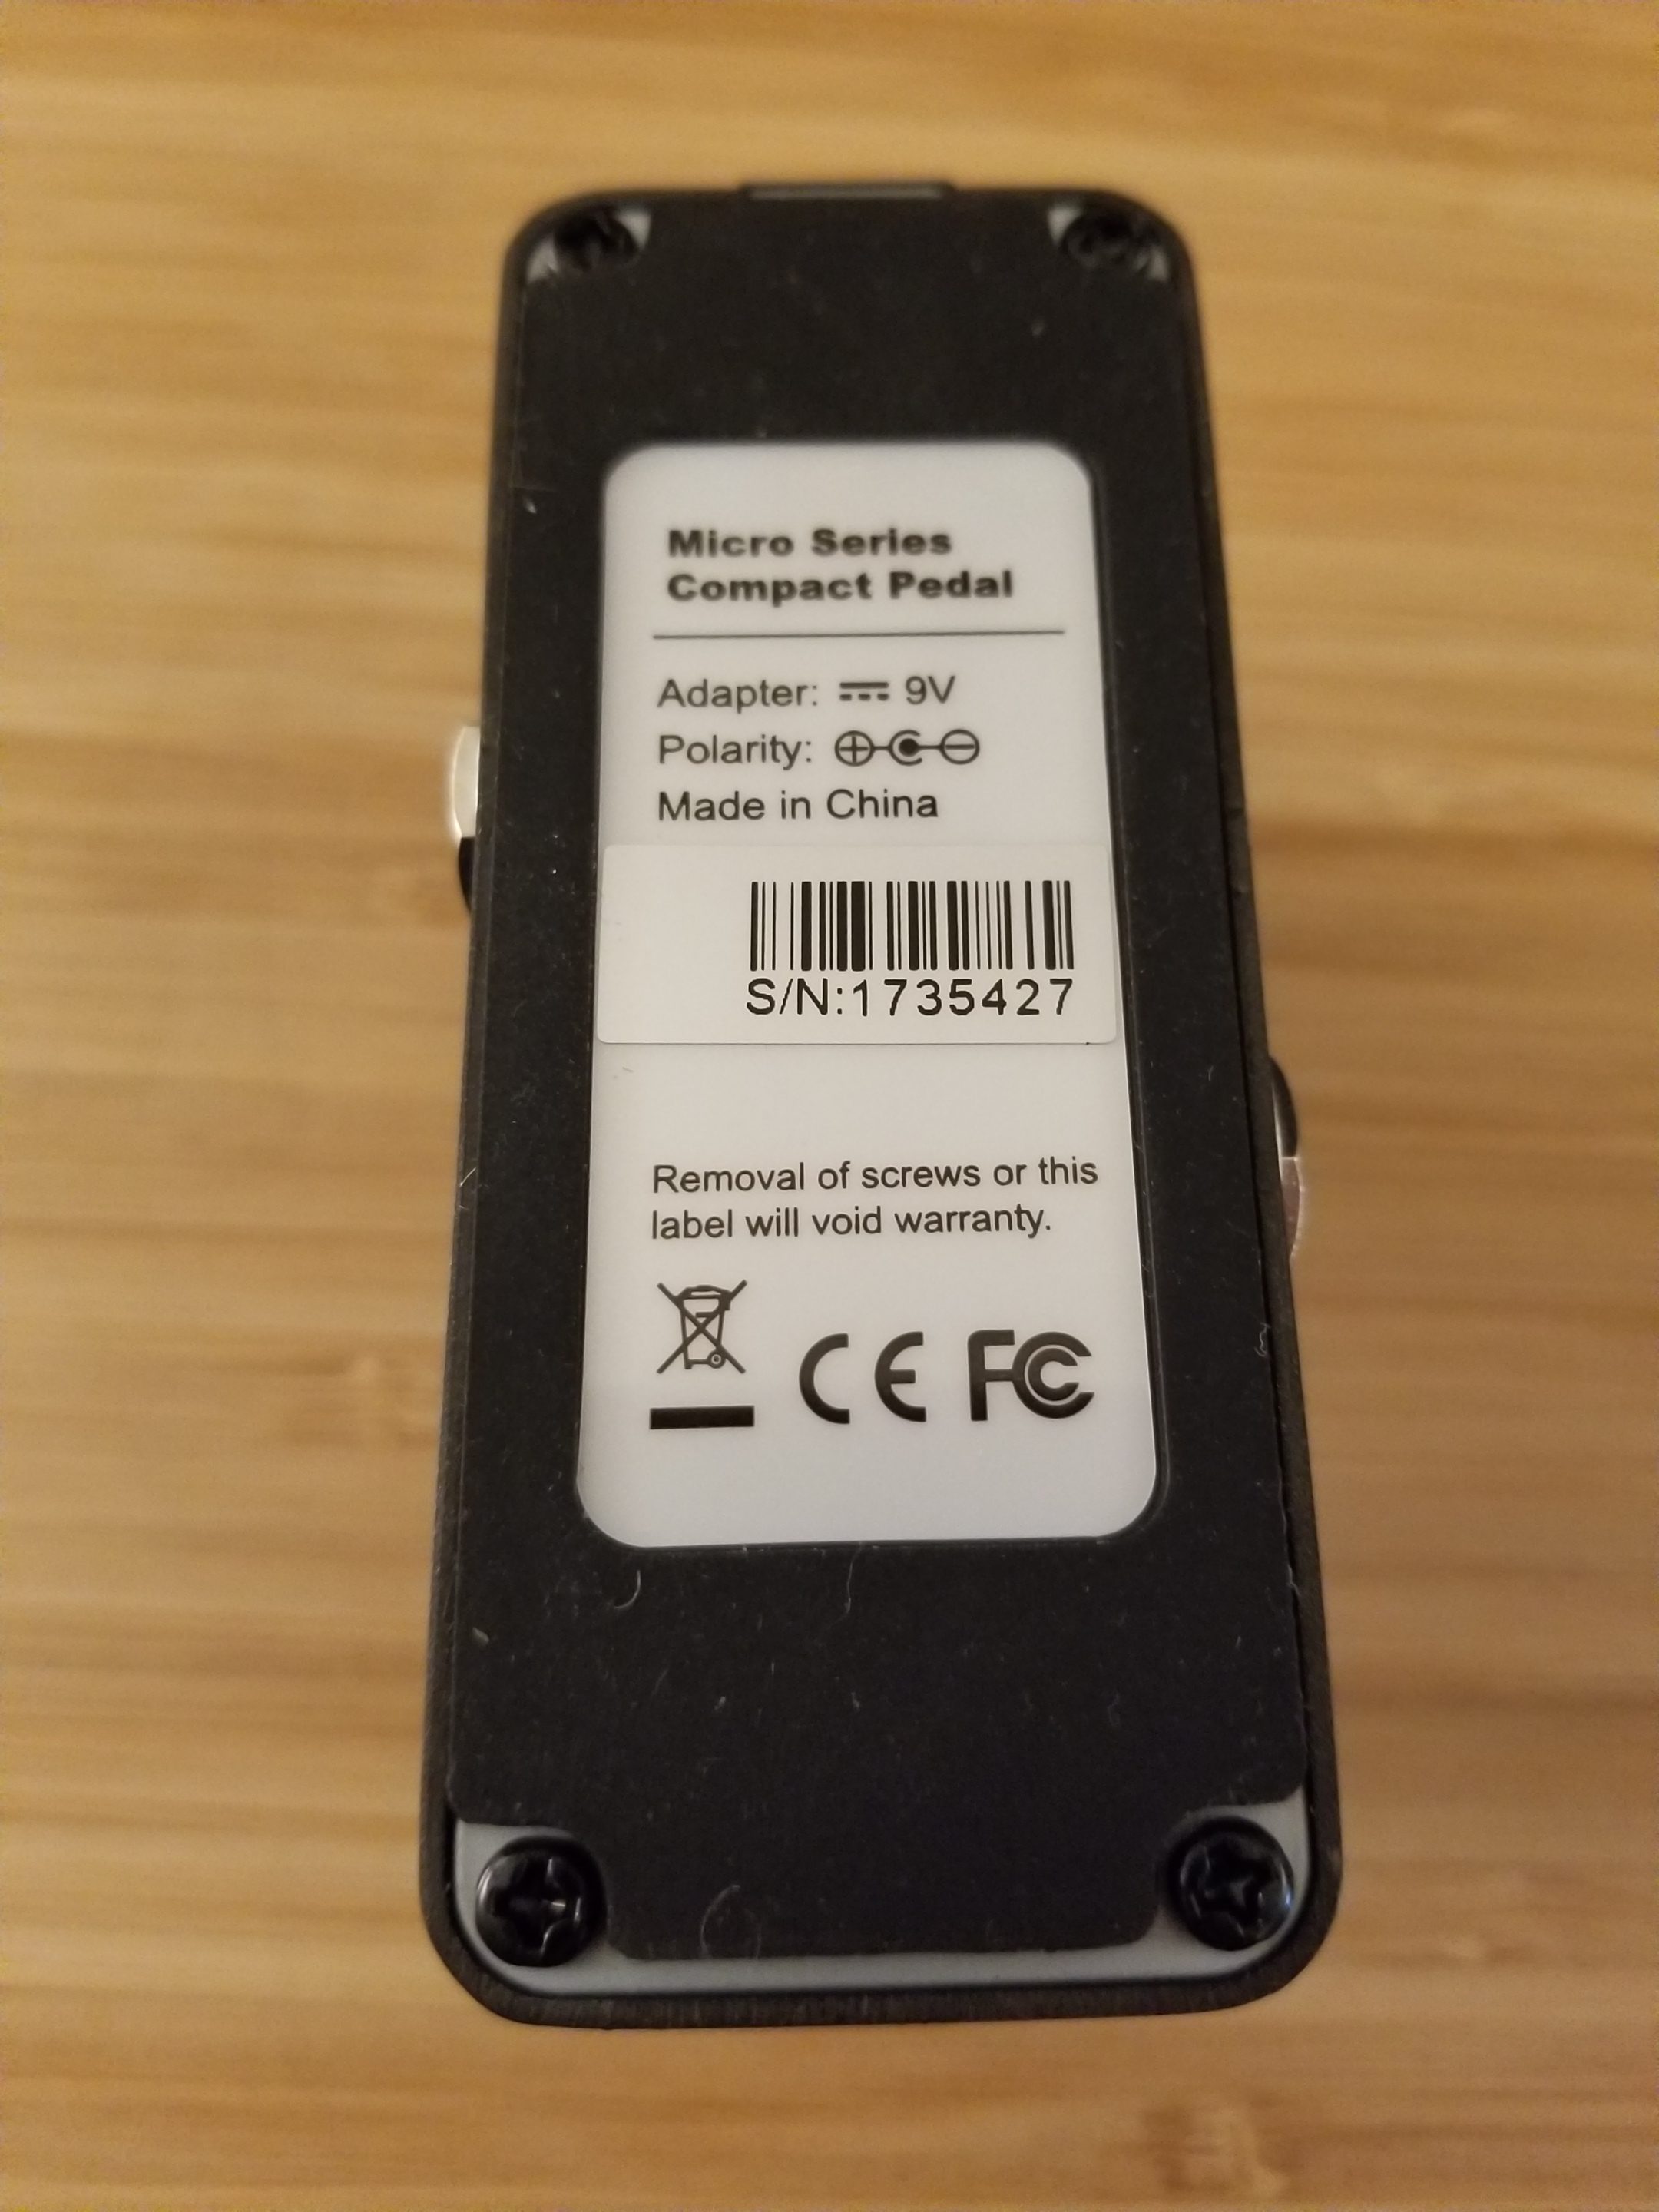 Micro Series
Compact Pedal
Adapter: ⎓ 9V
Polarity:
Made in China
S/N:1735427
Removal of screws or this
label will void warranty.
CE FC